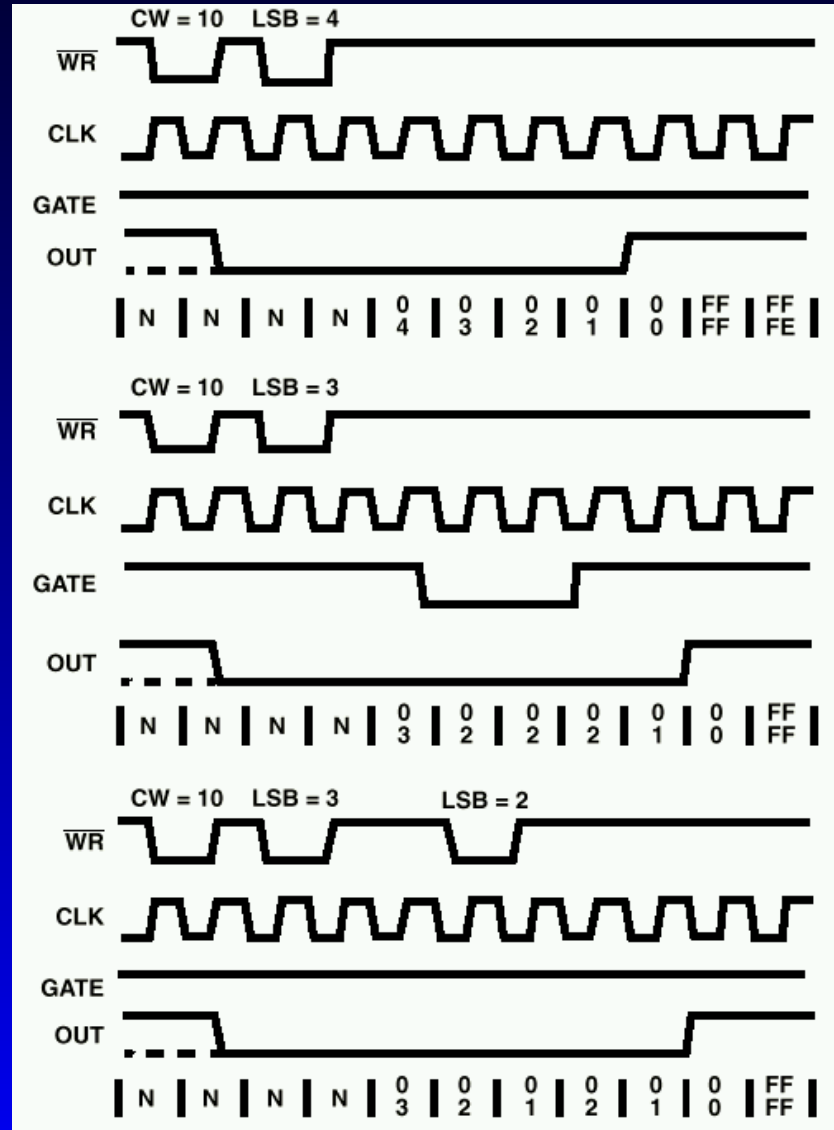 CW = 10 LSB = 4
WR
CLK
GATE
OUT
N N N N 0 0 0 0 0 FF FF
4 3 2 1 0 FF FE
CW = 10 LSB = 3
WR
CLK
GATE
OUT
N N N N 0 0 0 0 0 0 FF
3 2 2 2 1 0 FF
CW = 10 LSB = 3 LSB = 2
WR
CLK
GATE
OUT
N N N N 0 0 0 0 0 0 FF
3 2 1 2 1 0 FF